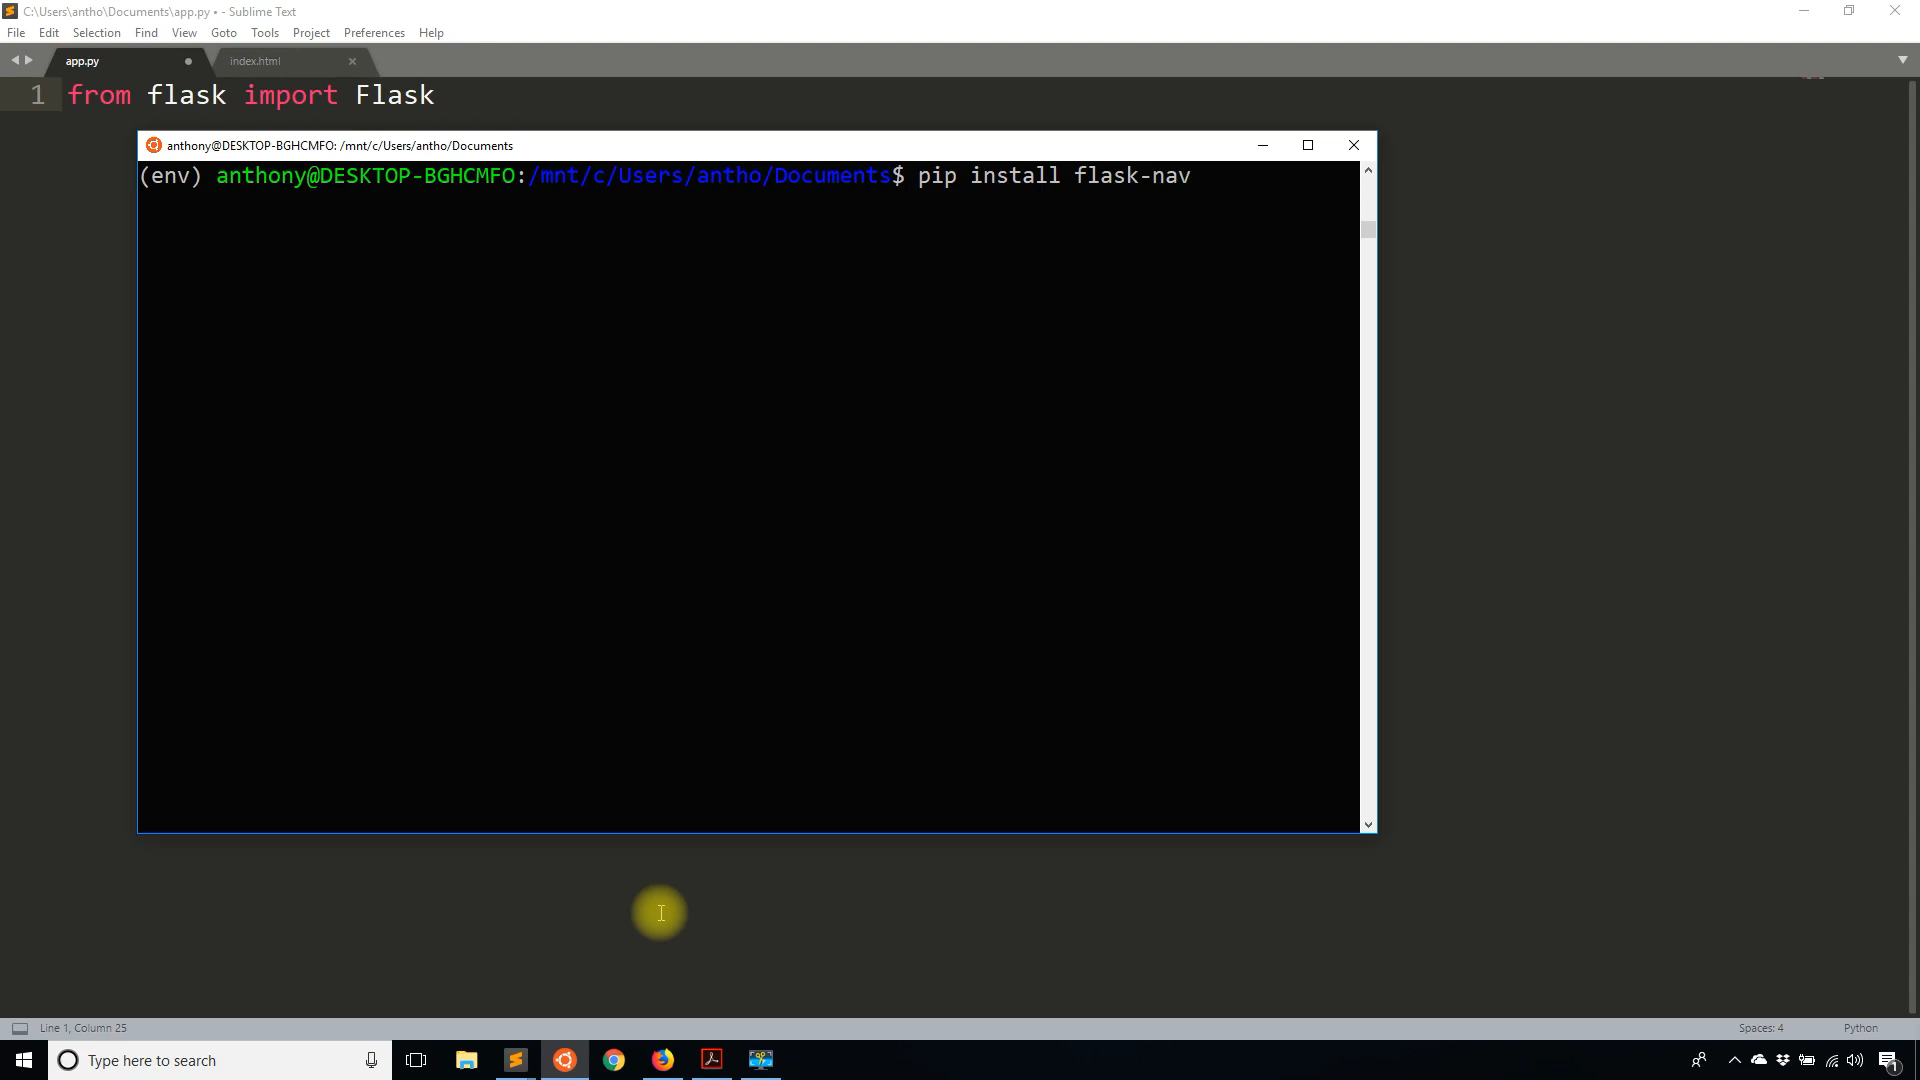 C:\Users\antho\Documents\app.py • - Sublime Text
File Edit Selection Find View Goto Tools Project Preferences Help
app.py index.html
1 from flask import Flask
anthony@DESKTOP-BGHCMFO: /mnt/c/Users/antho/Documents
(env) anthony@DESKTOP-BGHCMFO:/mnt/c/Users/antho/Documents$ pip install flask-nav
Line 1, Column 25 Spaces: 4 Python
Type here to search 1